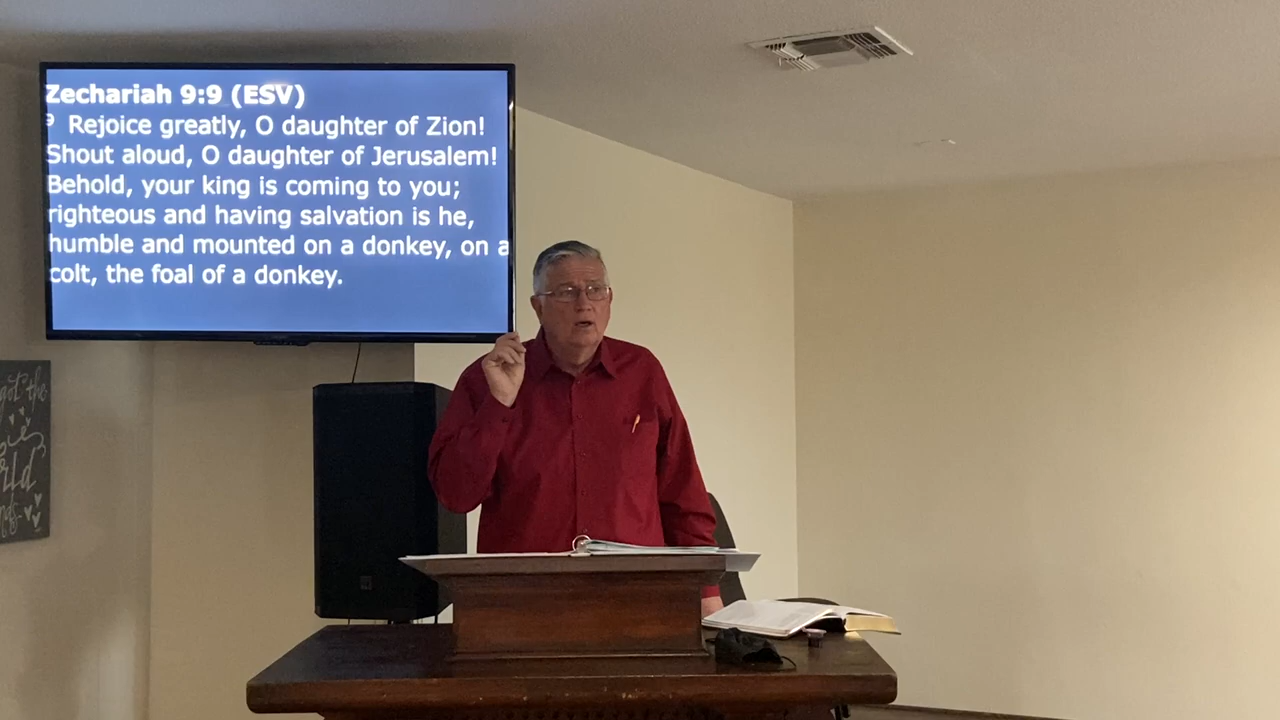 Zechariah 9:9 (ESV)
9 Rejoice greatly, O daughter of Zion!
Shout aloud, O daughter of Jerusalem!
Behold, your king is coming to you;
righteous and having salvation is he,
humble and mounted on a donkey, on a
colt, the foal of a donkey.
got the